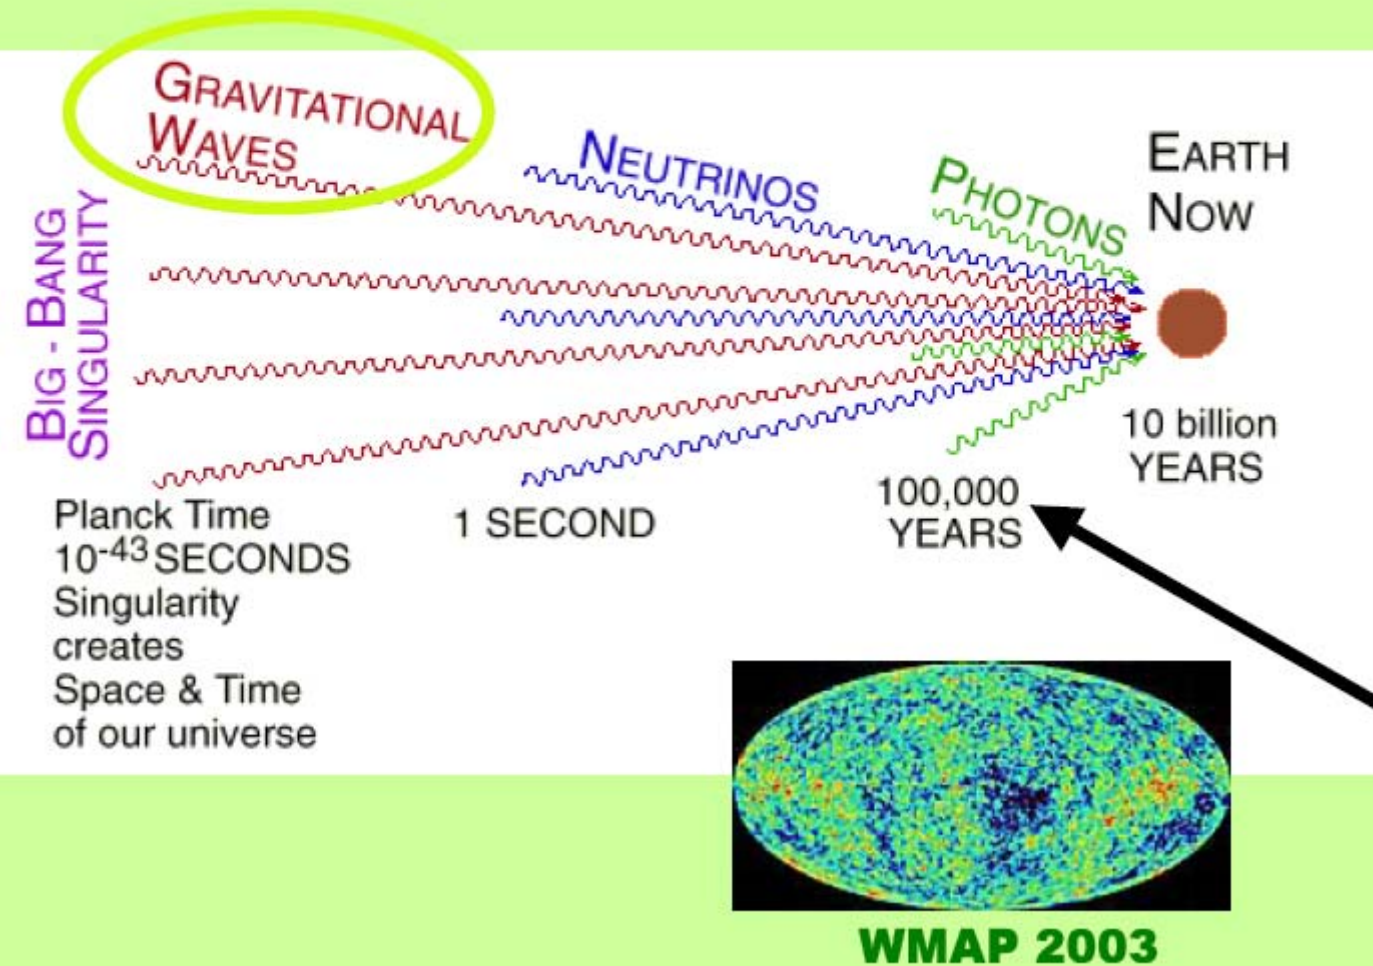 GRAVITATIONAL
WAVES
NEUTRINOS
PHOTONS
EARTH
NOW
BIG - BANG
SINGULARITY
10 billion
YEARS
100,000
YEARS
1 SECOND
Planck Time
10-43 SECONDS
Singularity
creates
Space & Time
of our universe
WMAP 2003